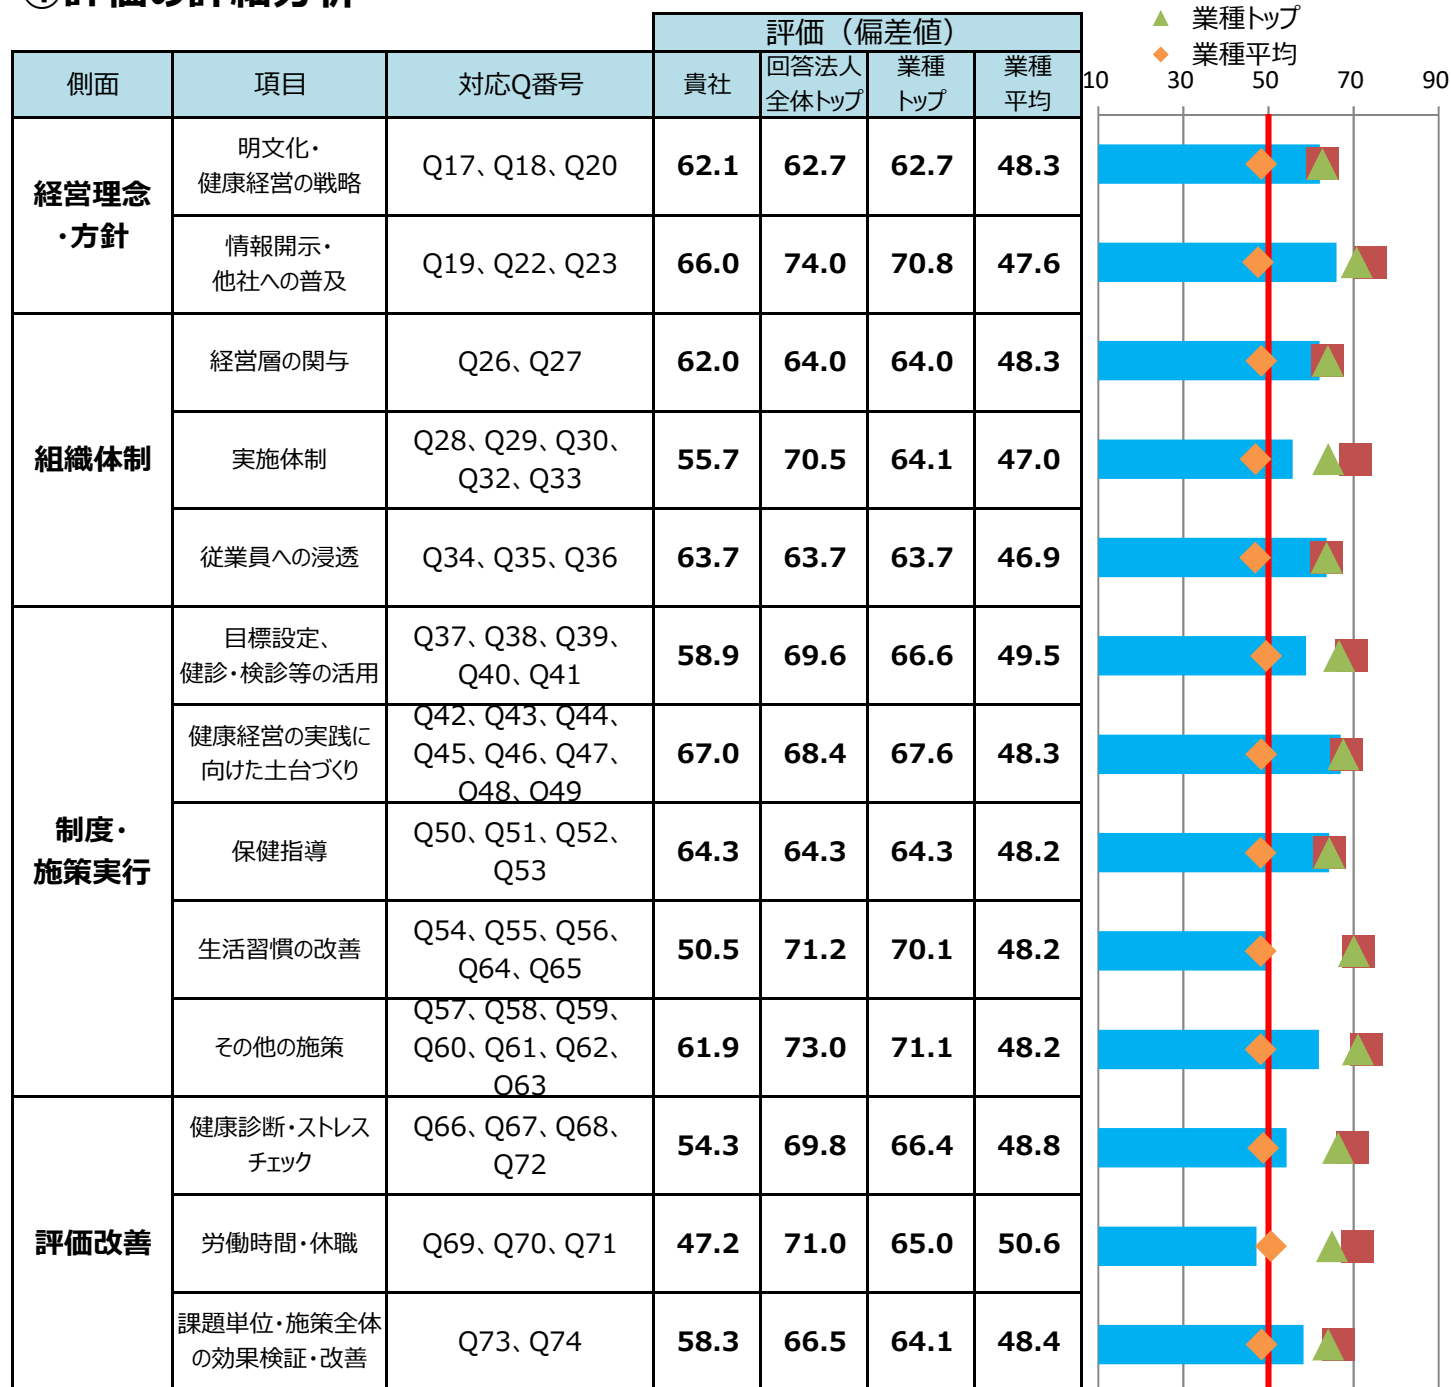 ①評価の詳細分析
業種トップ
業種平均
10 30 50 70 90
評価（偏差値）
側面 項目 対応Q番号 貴社 回答法人 業種 業種
全体トップ トップ 平均
経営理念
・方針
明文化・
健康経営の戦略
Q17、Q18、Q20
62.1 62.7 62.7 48.3
情報開示・
他社への普及
Q19、Q22、Q23
66.0 74.0 70.8 47.6
組織体制
経営層の関与
Q26、Q27
62.0 64.0 64.0 48.3
実施体制
Q28、Q29、Q30、
Q32、Q33
55.7 70.5 64.1 47.0
従業員への浸透
Q34、Q35、Q36
63.7 63.7 63.7 46.9
制度・
施策実行
目標設定、
健診・検診等の活用
Q37、Q38、Q39、
Q40、Q41
58.9 69.6 66.6 49.5
健康経営の実践に
向けた土台づくり
Q42、Q43、Q44、
Q45、Q46、Q47、
Q48、Q49
67.0 68.4 67.6 48.3
保健指導
Q50、Q51、Q52、
Q53
64.3 64.3 64.3 48.2
生活習慣の改善
Q54、Q55、Q56、
Q64、Q65
50.5 71.2 70.1 48.2
その他の施策
Q57、Q58、Q59、
Q60、Q61、Q62、
Q63
61.9 73.0 71.1 48.2
評価改善
健康診断・ストレス
チェック
Q66、Q67、Q68、
Q72
54.3 69.8 66.4 48.8
労働時間・休職
Q69、Q70、Q71
47.2 71.0 65.0 50.6
課題単位・施策全体
の効果検証・改善
Q73、Q74
58.3 66.5 64.1 48.4